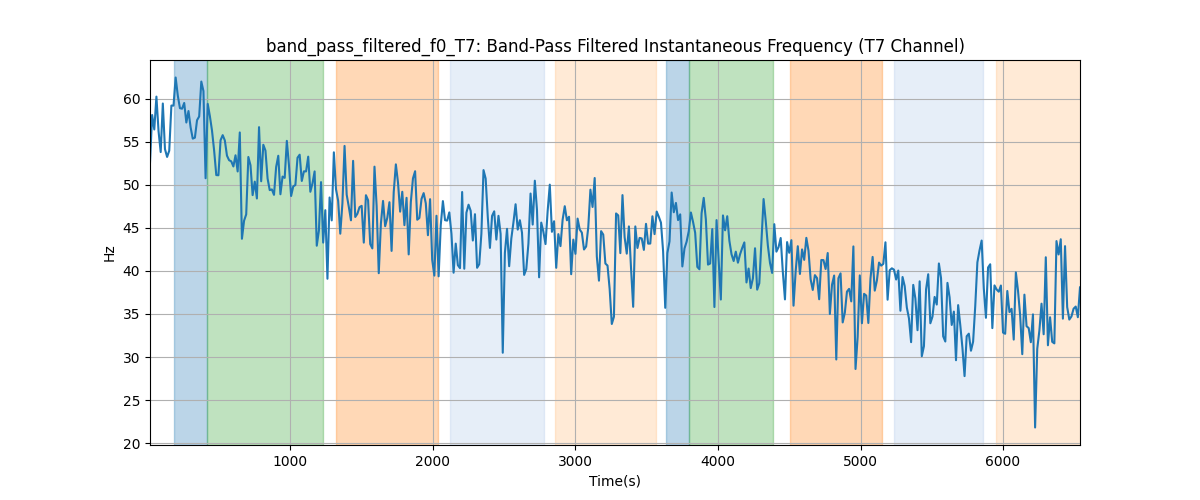 band_pass_filtered_f0_T7: Band-Pass Filtered Instantaneous Frequency (T7 Channel)
60
55
50
45
40
35
30
25
20
Hz
1000 2000 3000 4000 5000 6000
Time(s)